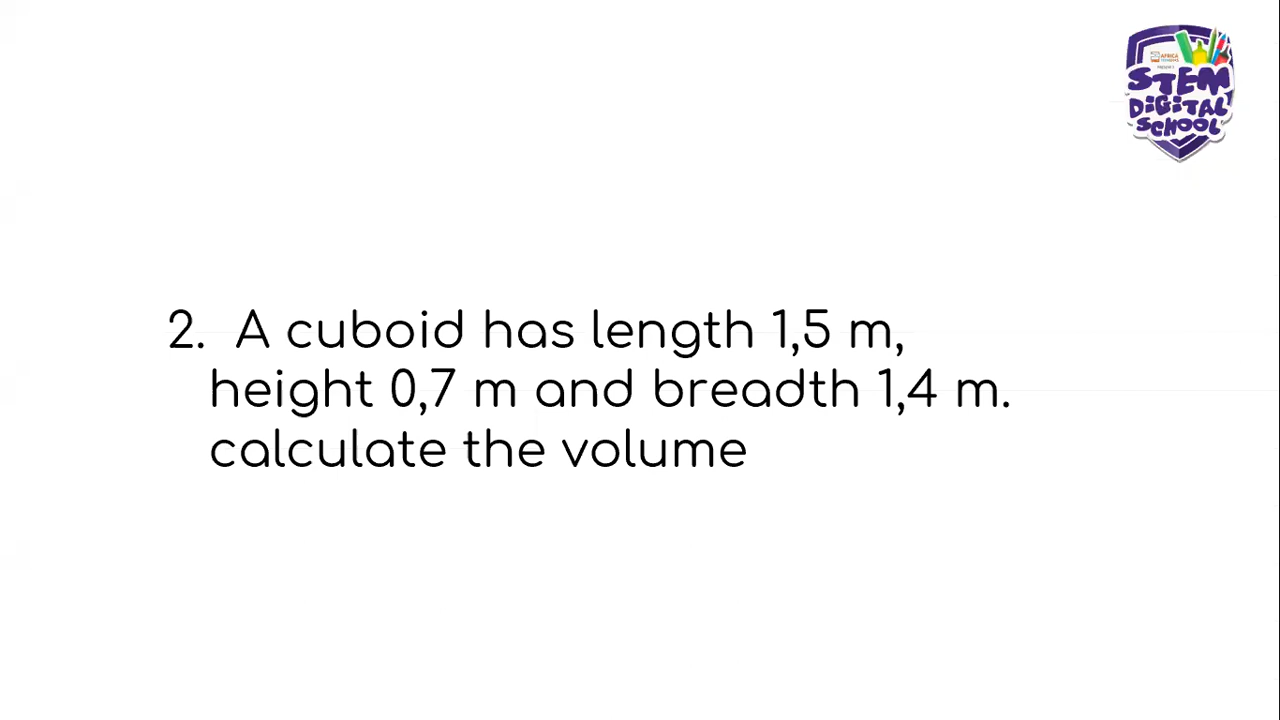 STEM
DIGITAL
SCHOOL
2. A cuboid has length 1,5 m,
height 0,7 m and breadth 1,4 m.
calculate the volume